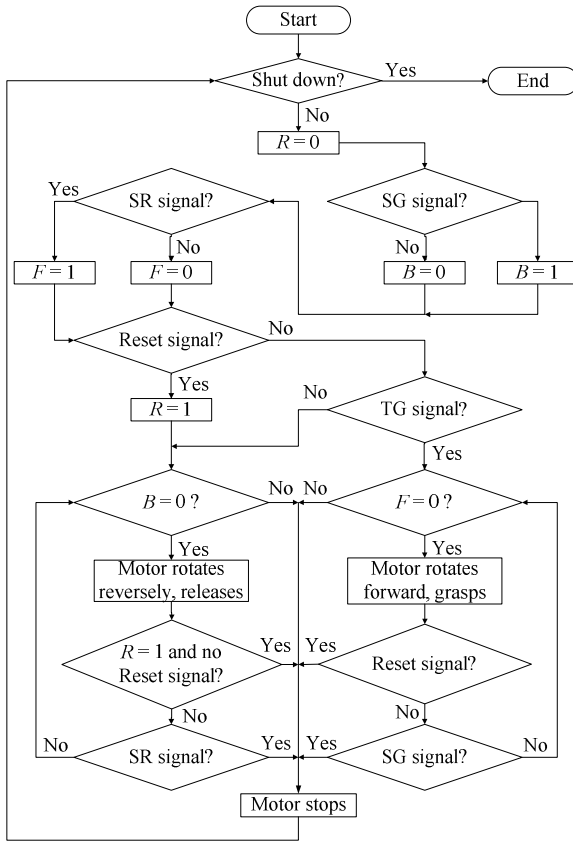 Start
Shut down?
Yes
End
No
R = 0
Yes
SR signal?
SG signal?
No
No
F = 1
F = 0
B = 0
B = 1
Reset signal?
No
Yes
R = 1
No
TG signal?
Yes
B = 0 ?
No
No
F = 0 ?
Yes
Yes
Motor rotates
reversely, releases
Motor rotates
forward, grasps
R = 1 and no
Reset signal?
Yes
Yes
Reset signal?
No
No
No
SR signal?
Yes
Yes
SG signal?
No
Motor stops